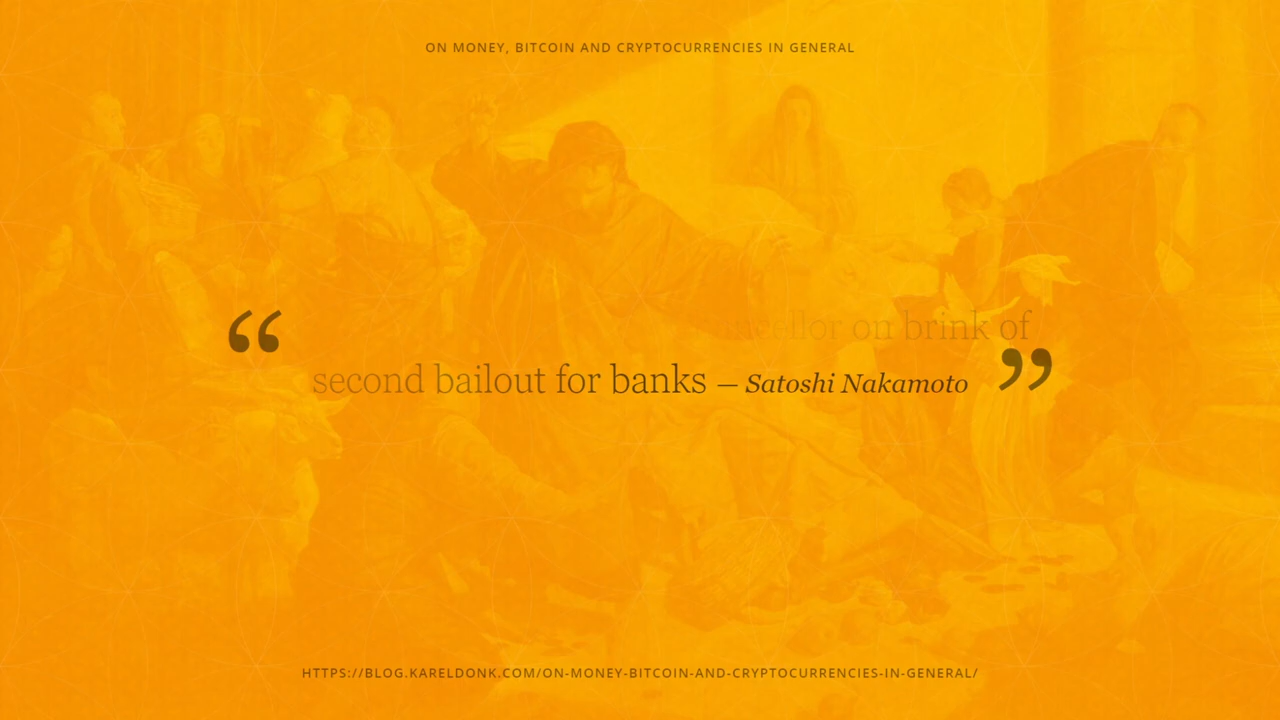 ON MONEY, BITCOIN AND CRYPTOCURRENCIES IN GENERAL
“ on brink of
second bailout for banks — Satoshi Nakamoto ”
HTTPS://BLOG.KARELDONK.COM/ON-MONEY-BITCOIN-AND-CRYPTOCURRENCIES-IN-GENERAL/